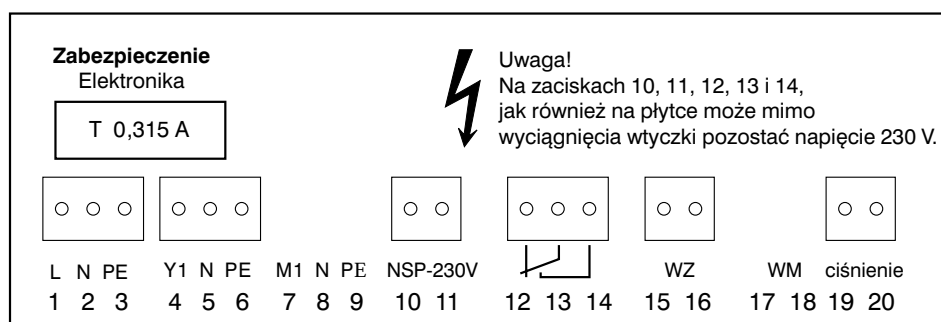 Zabezpieczenie
Elektronika
T 0,315 A
Uwaga!
Na zaciskach 10, 11, 12, 13 i 14,
jak również na płytce może mimo
wyciągnięcia wtyczki pozostać napięcie 230 V.
L N PE Y1 N PE M1 N PE NSP-230V WZ WM ciśnienie
1 2 3 4 5 6 7 8 9 10 11 12 13 14 15 16 17 18 19 20